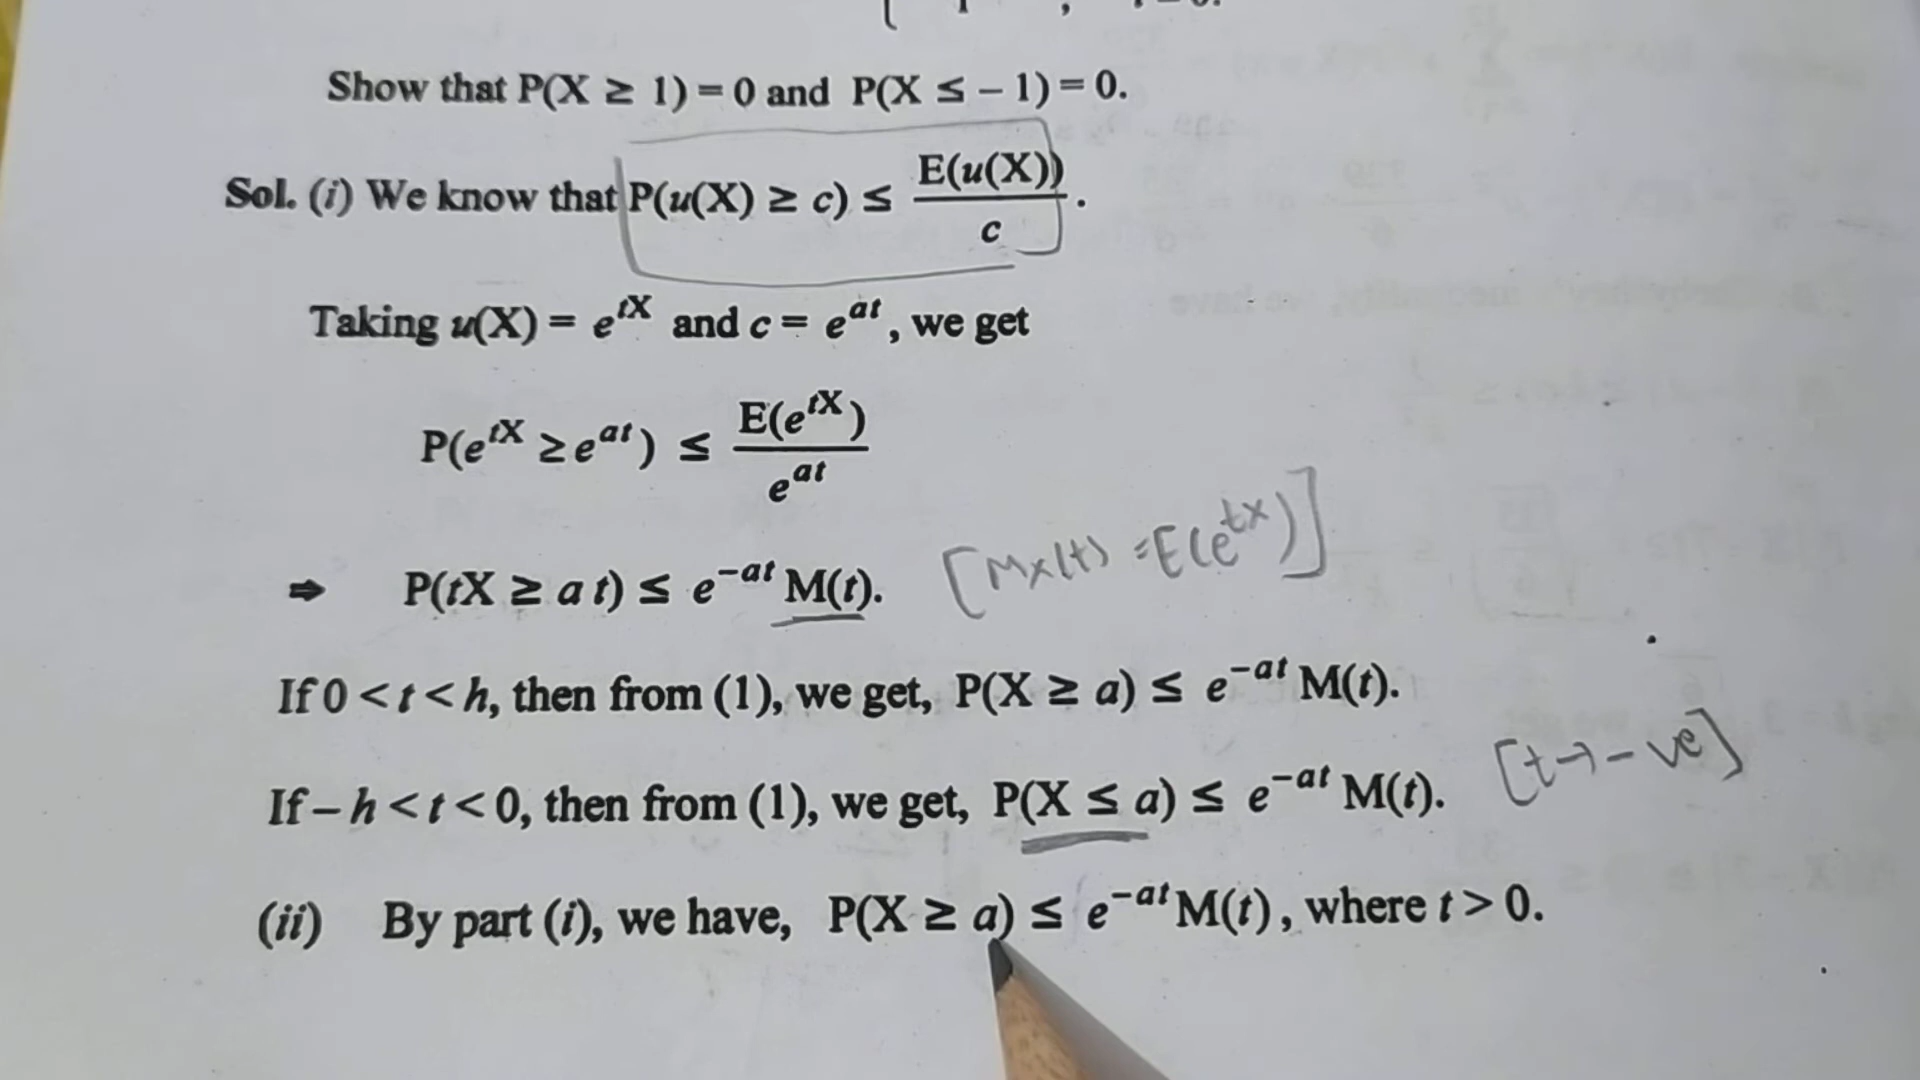 Show that P(X ≥ 1) = 0 and P(X ≤ – 1) = 0.
Sol. (i) We know that P(u(X) ≥ c) ≤ E(u(X))/c.
Taking u(X) = e^{tX} and c = e^{at}, we get
P(e^{tX} ≥ e^{at}) ≤ E(e^{tX})/e^{at}
⇒ P(tX ≥ a t) ≤ e^{-at} M(t). [Mx(t) = E(e^{tx})]
If 0 < t < h, then from (1), we get, P(X ≥ a) ≤ e^{-at} M(t).
If – h < t < 0, then from (1), we get, P(X ≤ a) ≤ e^{-at} M(t). [t → – ve]
(ii) By part (i), we have, P(X ≥ a) ≤ e^{-at} M(t), where t > 0.